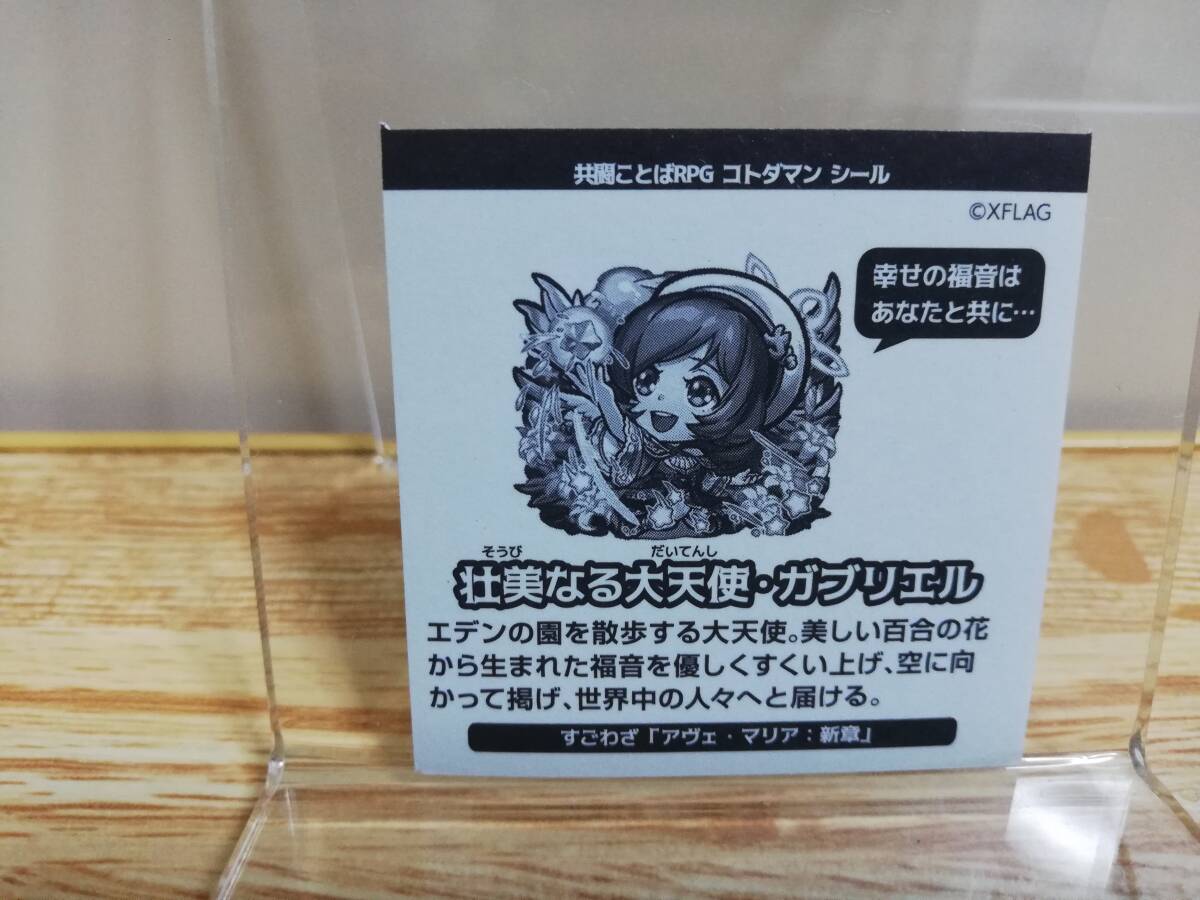 共闘ことばRPG コトダマン シール
©XFLAG
幸せの福音は
あなたと共に…
そうび だいてんし
壮美なる大天使・ガブリエル
エデンの園を散歩する大天使。美しい百合の花
から生まれた福音を優しくすくい上げ、空に向
かって掲げ、世界中の人々へと届ける。
すごわざ『アヴェ・マリア：新章』